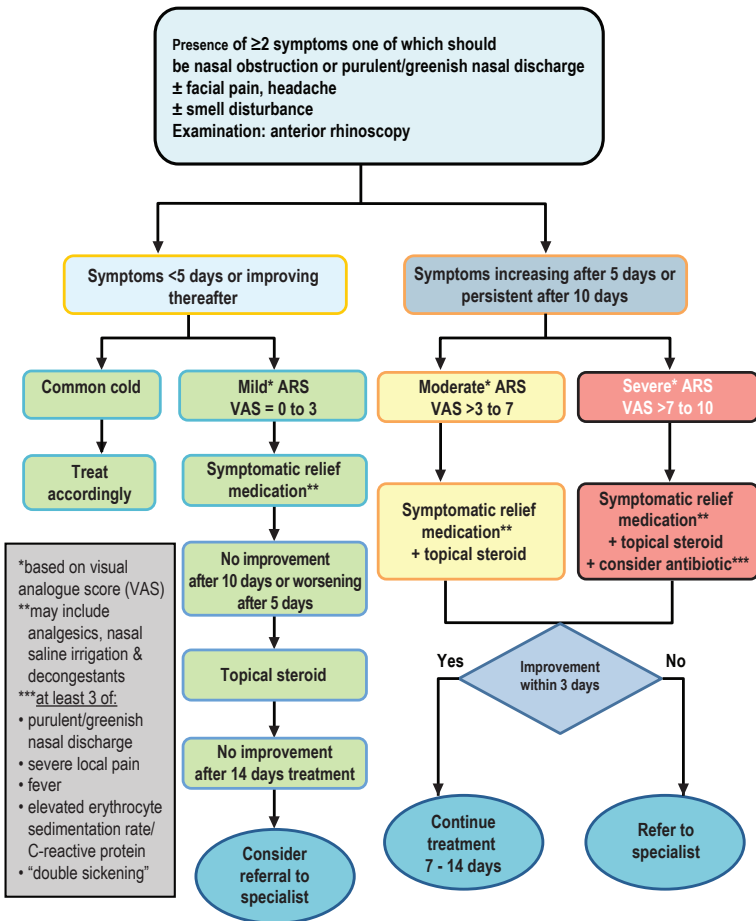 Presence of ≥2 symptoms one of which should
be nasal obstruction or purulent/greenish nasal discharge
± facial pain, headache
± smell disturbance
Examination: anterior rhinoscopy
Symptoms <5 days or improving
thereafter
Symptoms increasing after 5 days or
persistent after 10 days
Common cold
Mild* ARS
VAS = 0 to 3
Moderate* ARS
VAS >3 to 7
Severe* ARS
VAS >7 to 10
Treat
accordingly
Symptomatic relief
medication**
Symptomatic relief
medication**
+ topical steroid
Symptomatic relief
medication**
+ topical steroid
+ consider antibiotic***
No improvement
after 10 days or worsening
after 5 days
Topical steroid
No improvement
after 14 days treatment
Consider
referral to
specialist
Yes
Improvement
within 3 days
No
Continue
treatment
7 - 14 days
Refer to
specialist
*based on visual
analogue score (VAS)
**may include
analgesics, nasal
saline irrigation &
decongestants
***at least 3 of:
• purulent/greenish
nasal discharge
• severe local pain
• fever
• elevated erythrocyte
sedimentation rate/
C-reactive protein
• “double sickening”